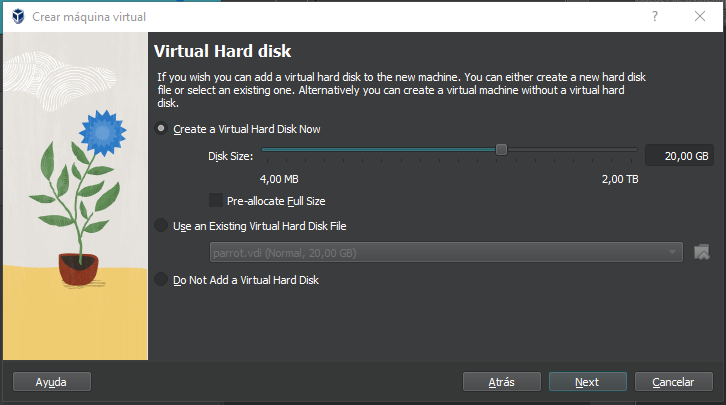 Crear máquina virtual
Virtual Hard disk
If you wish you can add a virtual hard disk to the new machine. You can either create a new hard disk
file or select an existing one. Alternatively you can create a virtual machine without a virtual hard
disk.
Create a Virtual Hard Disk Now
Disk Size:
20,00 GB
4,00 MB
2,00 TB
Pre-allocate Full Size
Use an Existing Virtual Hard Disk File
parrot.vdi (Normal, 20,00 GB)
Do Not Add a Virtual Hard Disk
Ayuda
Atrás
Next
Cancelar